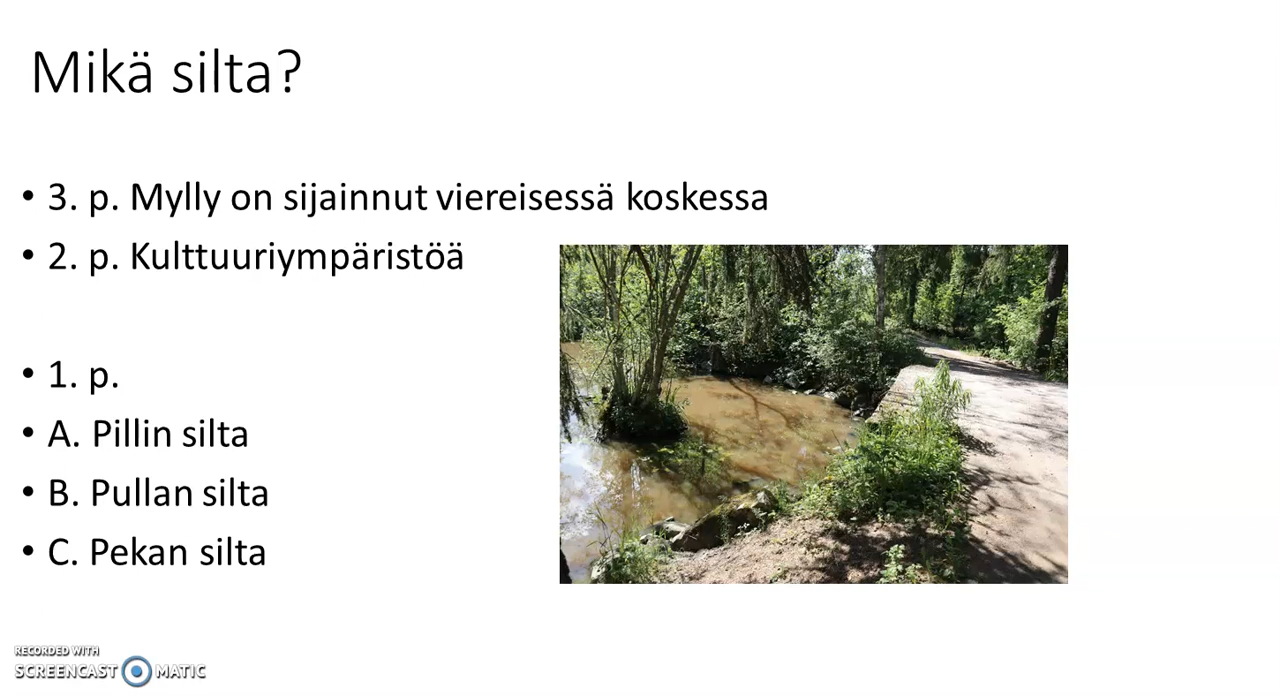 Mikä silta?
• 3. p. Mylly on sijainnut viereisessä koskessa
• 2. p. Kulttuuriympäristöä
• 1. p.
• A. Pillin silta
• B. Pullan silta
• C. Pekan silta
RECORDED WITH
SCREENCAST MATIC